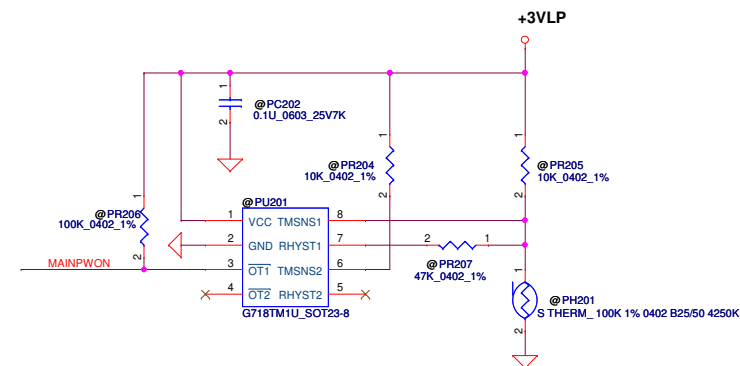 +3VLP
1
@PC202
0.1U_0603_25V7K
2
1
@PR204
10K_0402_1%
2
1
@PR205
10K_0402_1%
2
1
@PR206
100K_0402_1%
2
MAINPWON
@PU201
1 VCC TMSNS1 8
2 GND RHYST1 7
3 OT1 TMSNS2 6
4 OT2 RHYST2 5
G718TM1U_SOT23-8
2 1
@PR207
47K_0402_1%
1
@PH201
S THERM_ 100K 1% 0402 B25/50 4250K
2